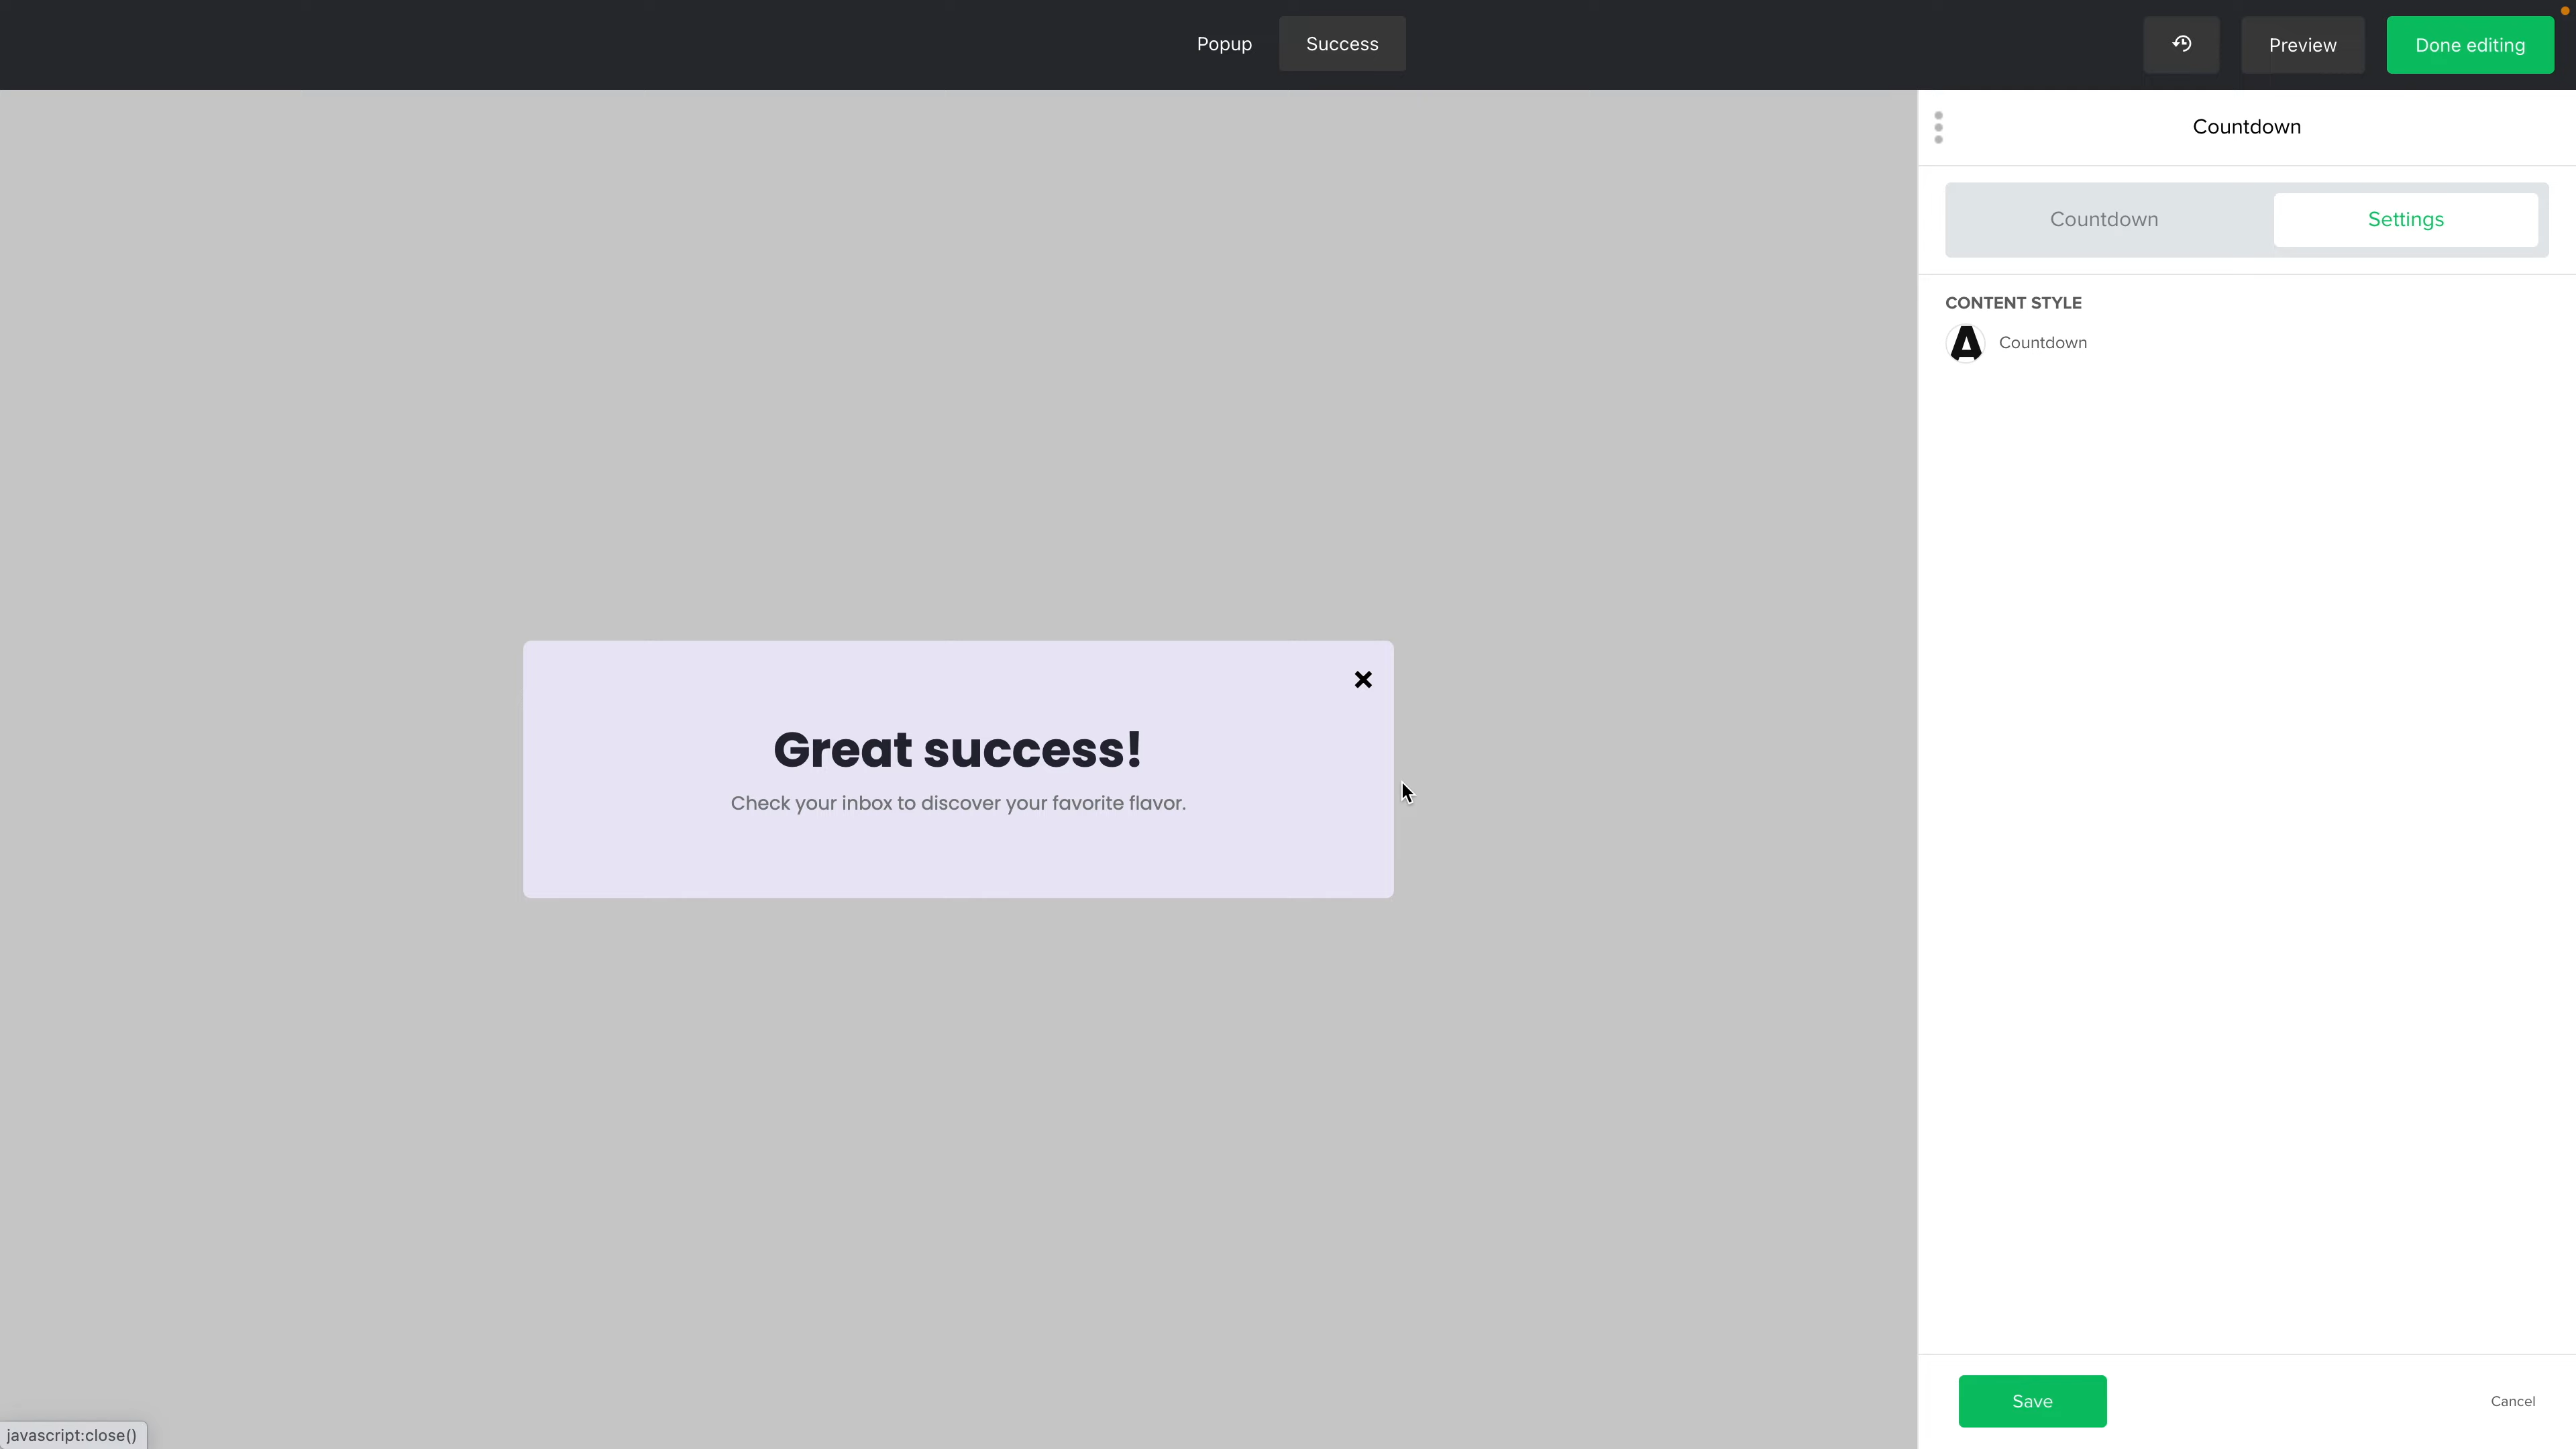 Popup
Success
Preview
Done editing
Countdown
Countdown
Settings
CONTENT STYLE
A Countdown
Great success!
Check your inbox to discover your favorite flavor.
Save
Cancel
javascript:close()